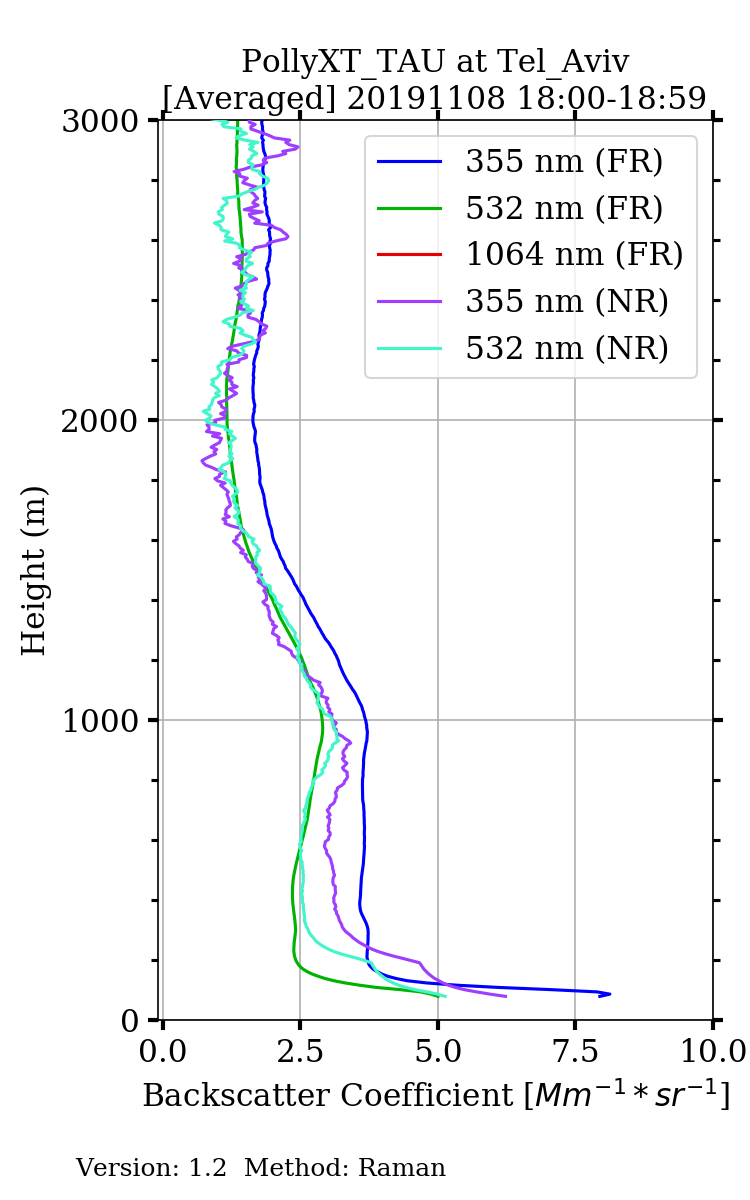 PollyXT_TAU at Tel_Aviv
[Averaged] 20191108 18:00-18:59
3000
2000
1000
0
Height (m)
355 nm (FR)
532 nm (FR)
1064 nm (FR)
355 nm (NR)
532 nm (NR)
0.0 2.5 5.0 7.5 10.0
Backscatter Coefficient [Mm⁻¹ * sr⁻¹]
Version: 1.2 Method: Raman